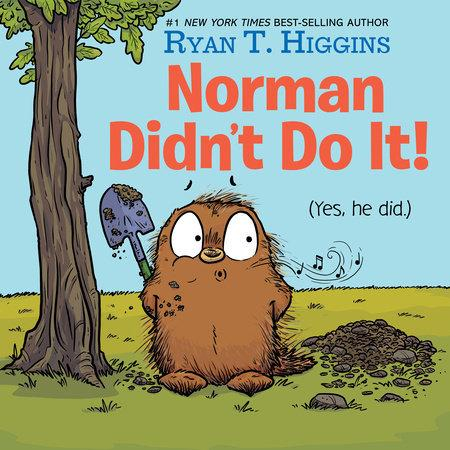 #1 NEW YORK TIMES BEST-SELLING AUTHOR
RYAN T. HIGGINS
Norman
Didn't Do It!
(Yes, he did.)